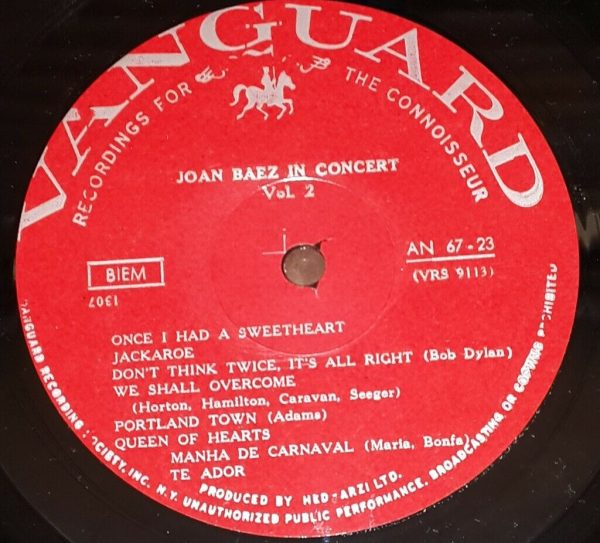 VANGUARD
RECORDINGS FOR THE CONNOISSEUR
JOAN BAEZ IN CONCERT
Vol. 2
BIEM
1307
AN 67-23
(VRS 9113)
ONCE I HAD A SWEETHEART
JACKAROE
DON'T THINK TWICE, IT'S ALL RIGHT (Bob Dylan)
WE SHALL OVERCOME
(Horton, Hamilton, Caravan, Seeger)
PORTLAND TOWN (Adams)
QUEEN OF HEARTS
MANHA DE CARNAVAL (Maria, Bonfa)
TE ADOR
PRODUCED BY LTD.
VANGUARD RECORDING SOCIETY, INC. N.Y. UNAUTHORIZED PUBLIC PERFORMANCE, BROADCASTING OR COPYING PROHIBITED